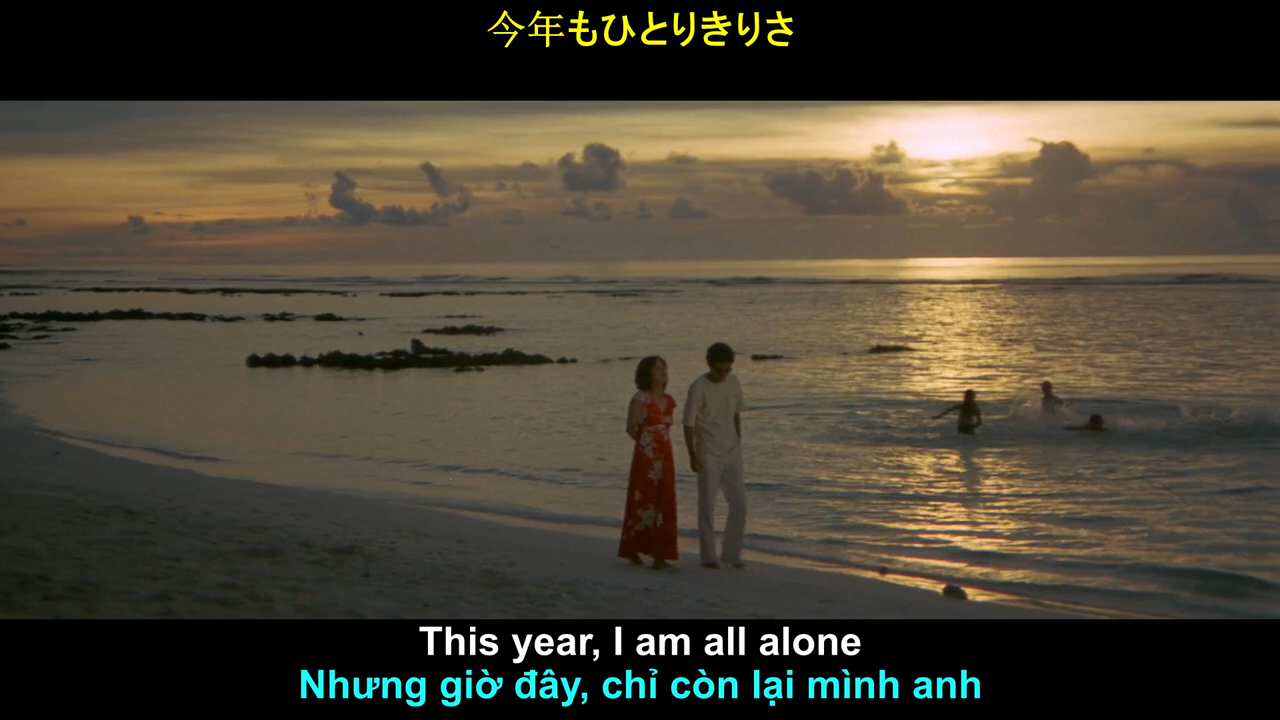 今年もひとりきりさ
This year, I am all alone
Nhưng giờ đây, chỉ còn lại mình anh